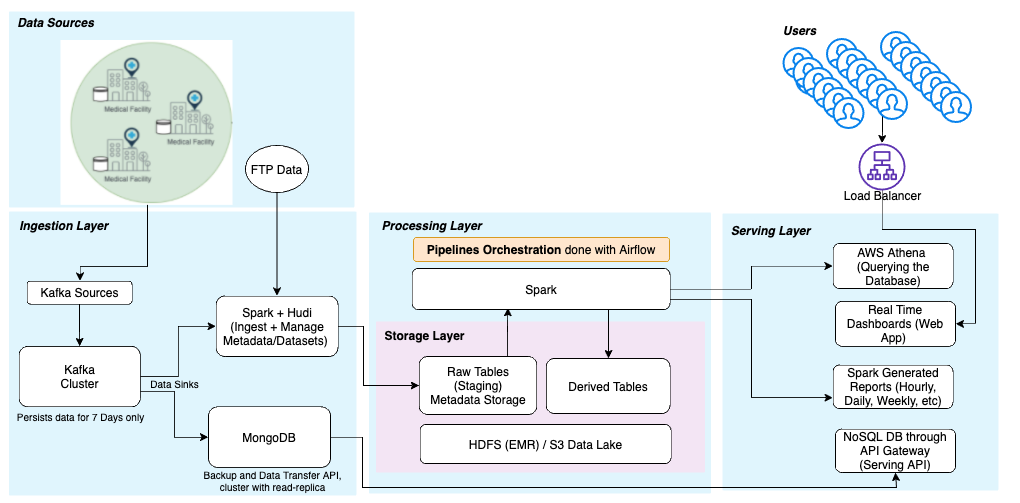 Data Sources
Medical Facility
Medical Facility
Medical Facility
FTP Data
Users
Load Balancer
Ingestion Layer
Kafka Sources
Kafka
Cluster
Persists data for 7 Days only
Data Sinks
Spark + Hudi
(Ingest + Manage
Metadata/Datasets)
MongoDB
Backup and Data Transfer API,
cluster with read-replica
Processing Layer
Pipelines Orchestration done with Airflow
Spark
Storage Layer
Raw Tables
(Staging)
Metadata Storage
Derived Tables
HDFS (EMR) / S3 Data Lake
Serving Layer
AWS Athena
(Querying the
Database)
Real Time
Dashboards (Web
App)
Spark Generated
Reports (Hourly,
Daily, Weekly, etc)
NoSQL DB through
API Gateway
(Serving API)